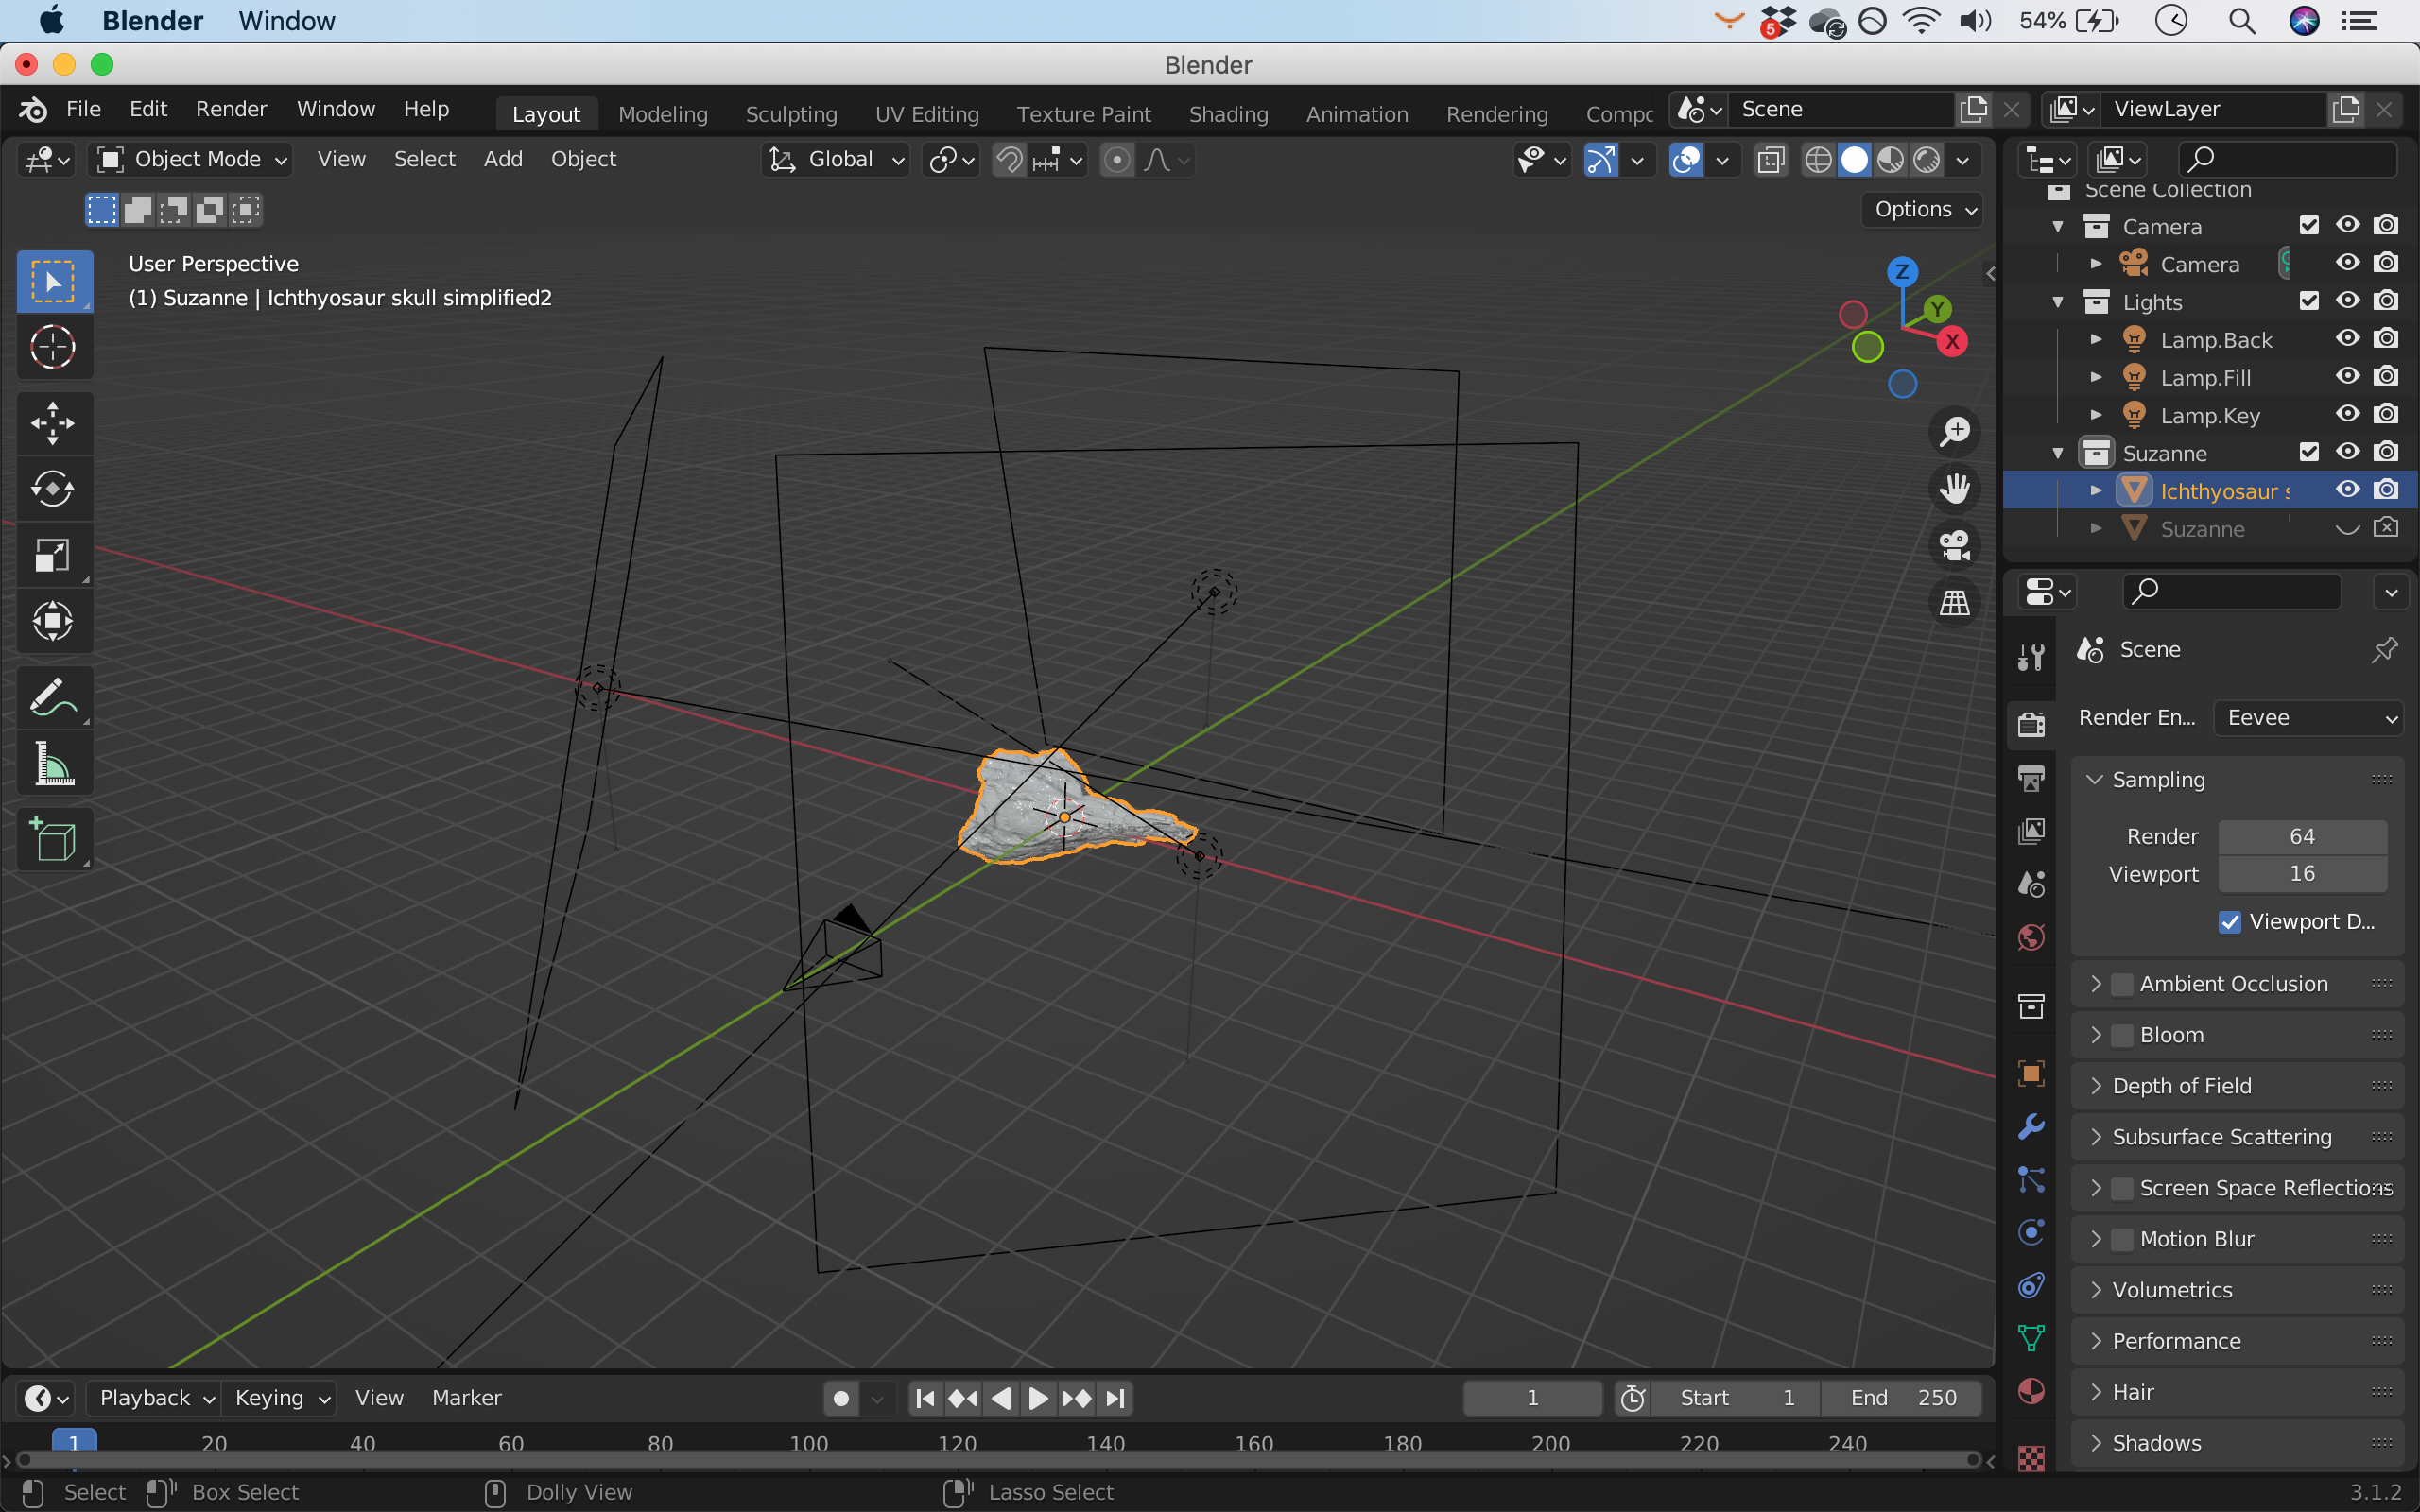 Blender Window 5 54%
Blender
File Edit Render Window Help Layout Modeling Sculpting UV Editing Texture Paint Shading Animation Rendering Compc Scene ViewLayer
Object Mode View Select Add Object Global
Options
User Perspective
(1) Suzanne | Ichthyosaur skull simplified2
Z
Y
X
Scene Collection
Camera
Camera
Lights
Lamp.Back
Lamp.Fill
Lamp.Key
Suzanne
Ichthyosaur s
Suzanne
Scene
Render En... Eevee
Sampling
Render 64
Viewport 16
Viewport D...
Ambient Occlusion
Bloom
Depth of Field
Subsurface Scattering
Screen Space Reflections
Motion Blur
Volumetrics
Performance
Hair
Shadows
Playback Keying View Marker 1 Start 1 End 250
1 20 40 60 80 100 120 140 160 180 200 220 240
Select Box Select Dolly View Lasso Select 3.1.2